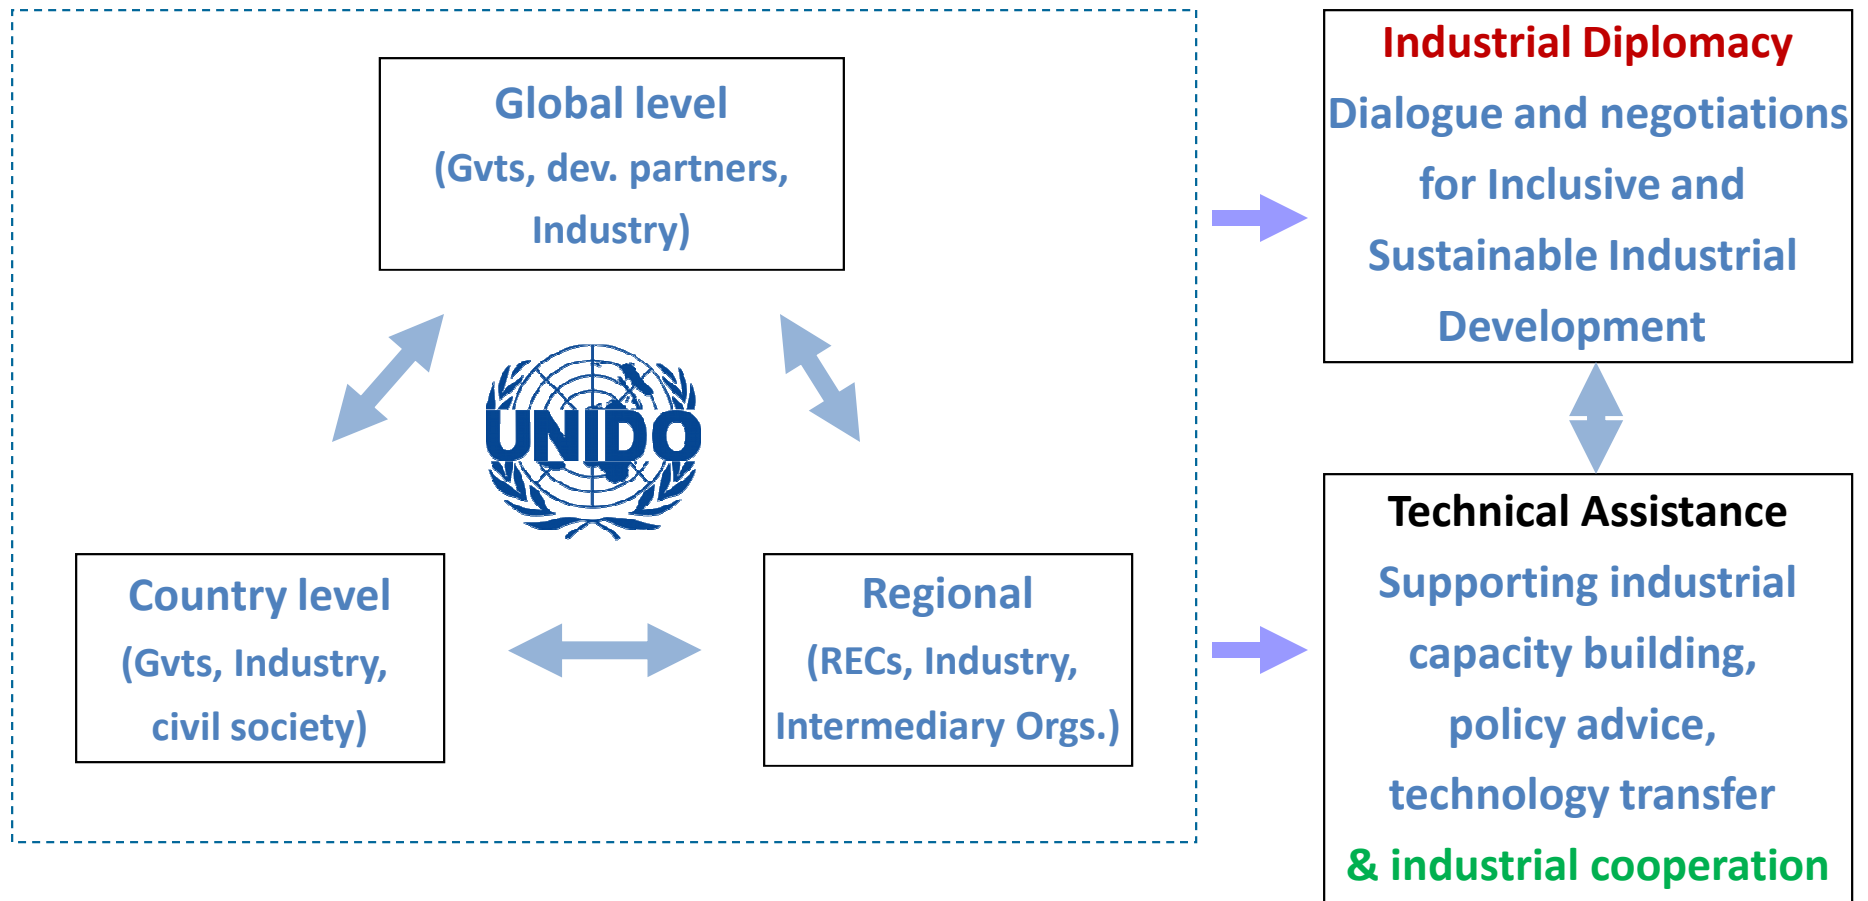 Global level
(Gvts, dev. partners,
Industry)
UNIDO
Country level
(Gvts, Industry,
civil society)
Regional
(RECs, Industry,
Intermediary Orgs.)
Industrial Diplomacy
Dialogue and negotiations
for Inclusive and
Sustainable Industrial
Development
Technical Assistance
Supporting industrial
capacity building,
policy advice,
technology transfer
& industrial cooperation